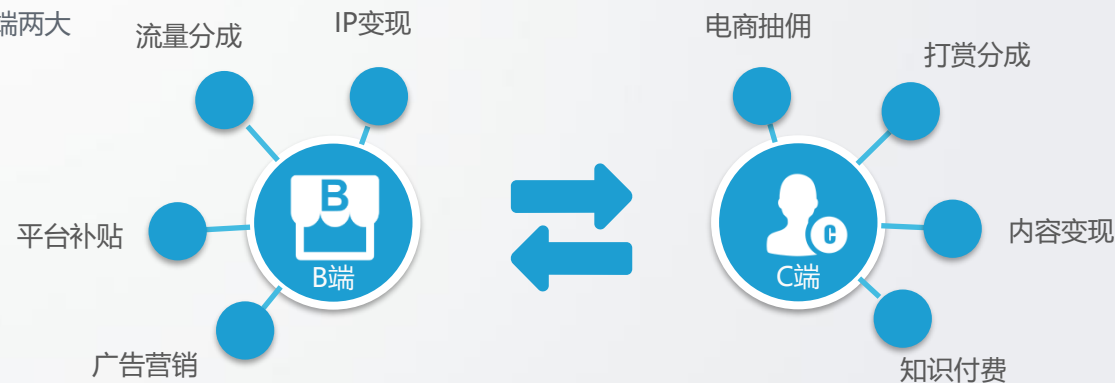 端两大
流量分成
IP变现
平台补贴
广告营销
B
B端
电商抽佣
打赏分成
内容变现
知识付费
C
C端